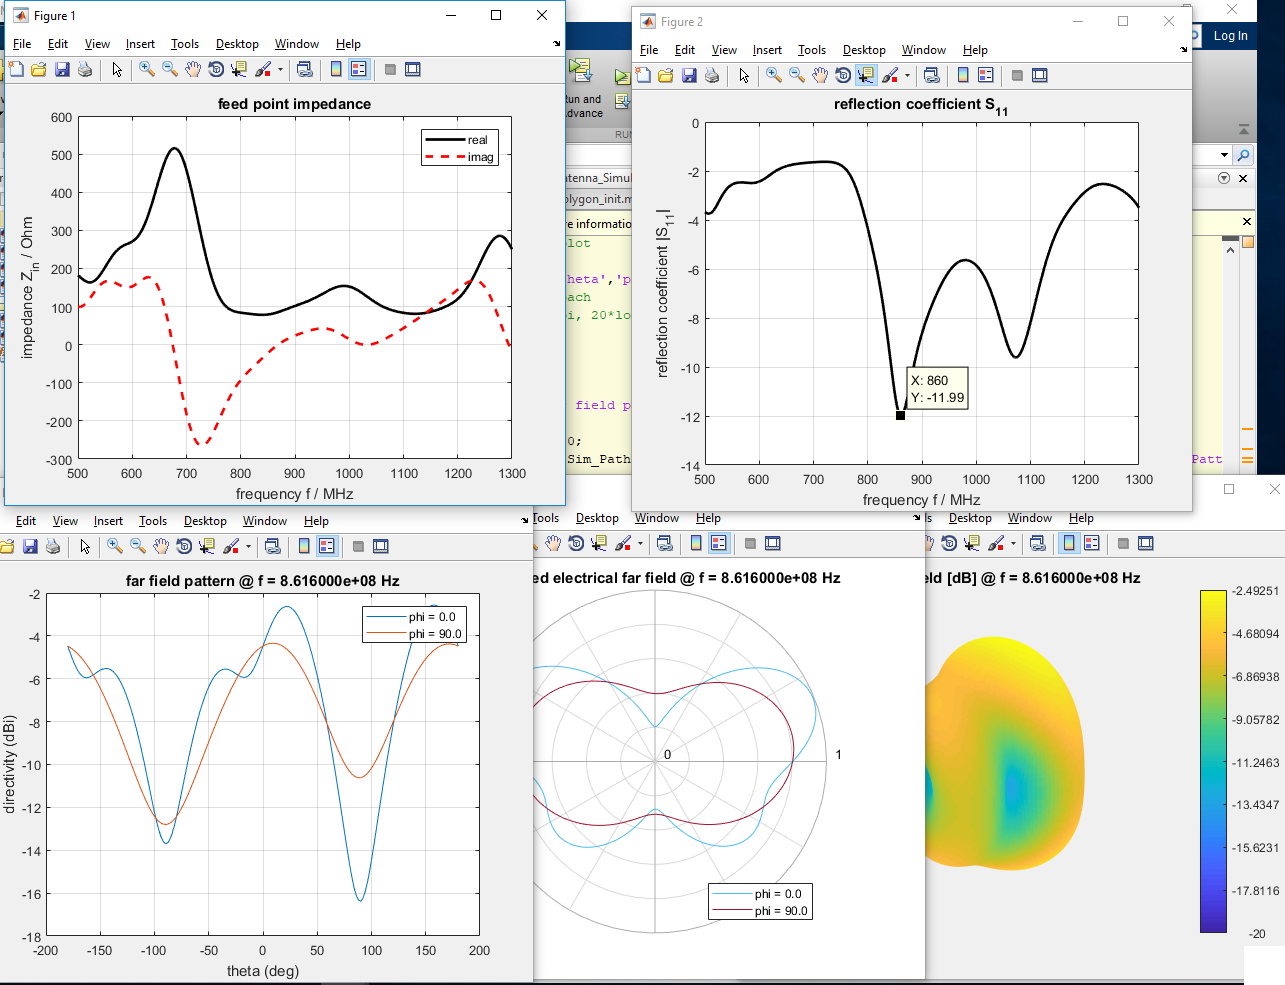 Figure 1
File Edit View Insert Tools Desktop Window Help
feed point impedance
real
imag
impedance Z_in / Ohm
600
500
400
300
200
100
0
-100
-200
-300
500 600 700 800 900 1000 1100 1200 1300
frequency f / MHz
Figure 2
File Edit View Insert Tools Desktop Window Help
reflection coefficient S_11
reflection coefficient |S_11|
0
-2
-4
-6
-8
-10
-12
-14
X: 860
Y: -11.99
500 600 700 800 900 1000 1100 1200 1300
frequency f / MHz
Log In
un and
dvance
RUN
ntenna_Simul
olygon_init.m
re informatio
lot
heta','p
ach
pi, 20*lo
field p
0;
Sim_Path
Patt
Edit View Insert Tools Desktop Window Help
far field pattern @ f = 8.616000e+08 Hz
phi = 0.0
phi = 90.0
directivity (dBi)
-2
-4
-6
-8
-10
-12
-14
-16
-18
-200 -150 -100 -50 0 50 100 150 200
theta (deg)
Tools Desktop Window Help
ed electrical far field @ f = 8.616000e+08 Hz
0
1
phi = 0.0
phi = 90.0
ls Desktop Window Help
eld [dB] @ f = 8.616000e+08 Hz
-2.49251
-4.68094
-6.86938
-9.05782
-11.2463
-13.4347
-15.6231
-17.8116
-20